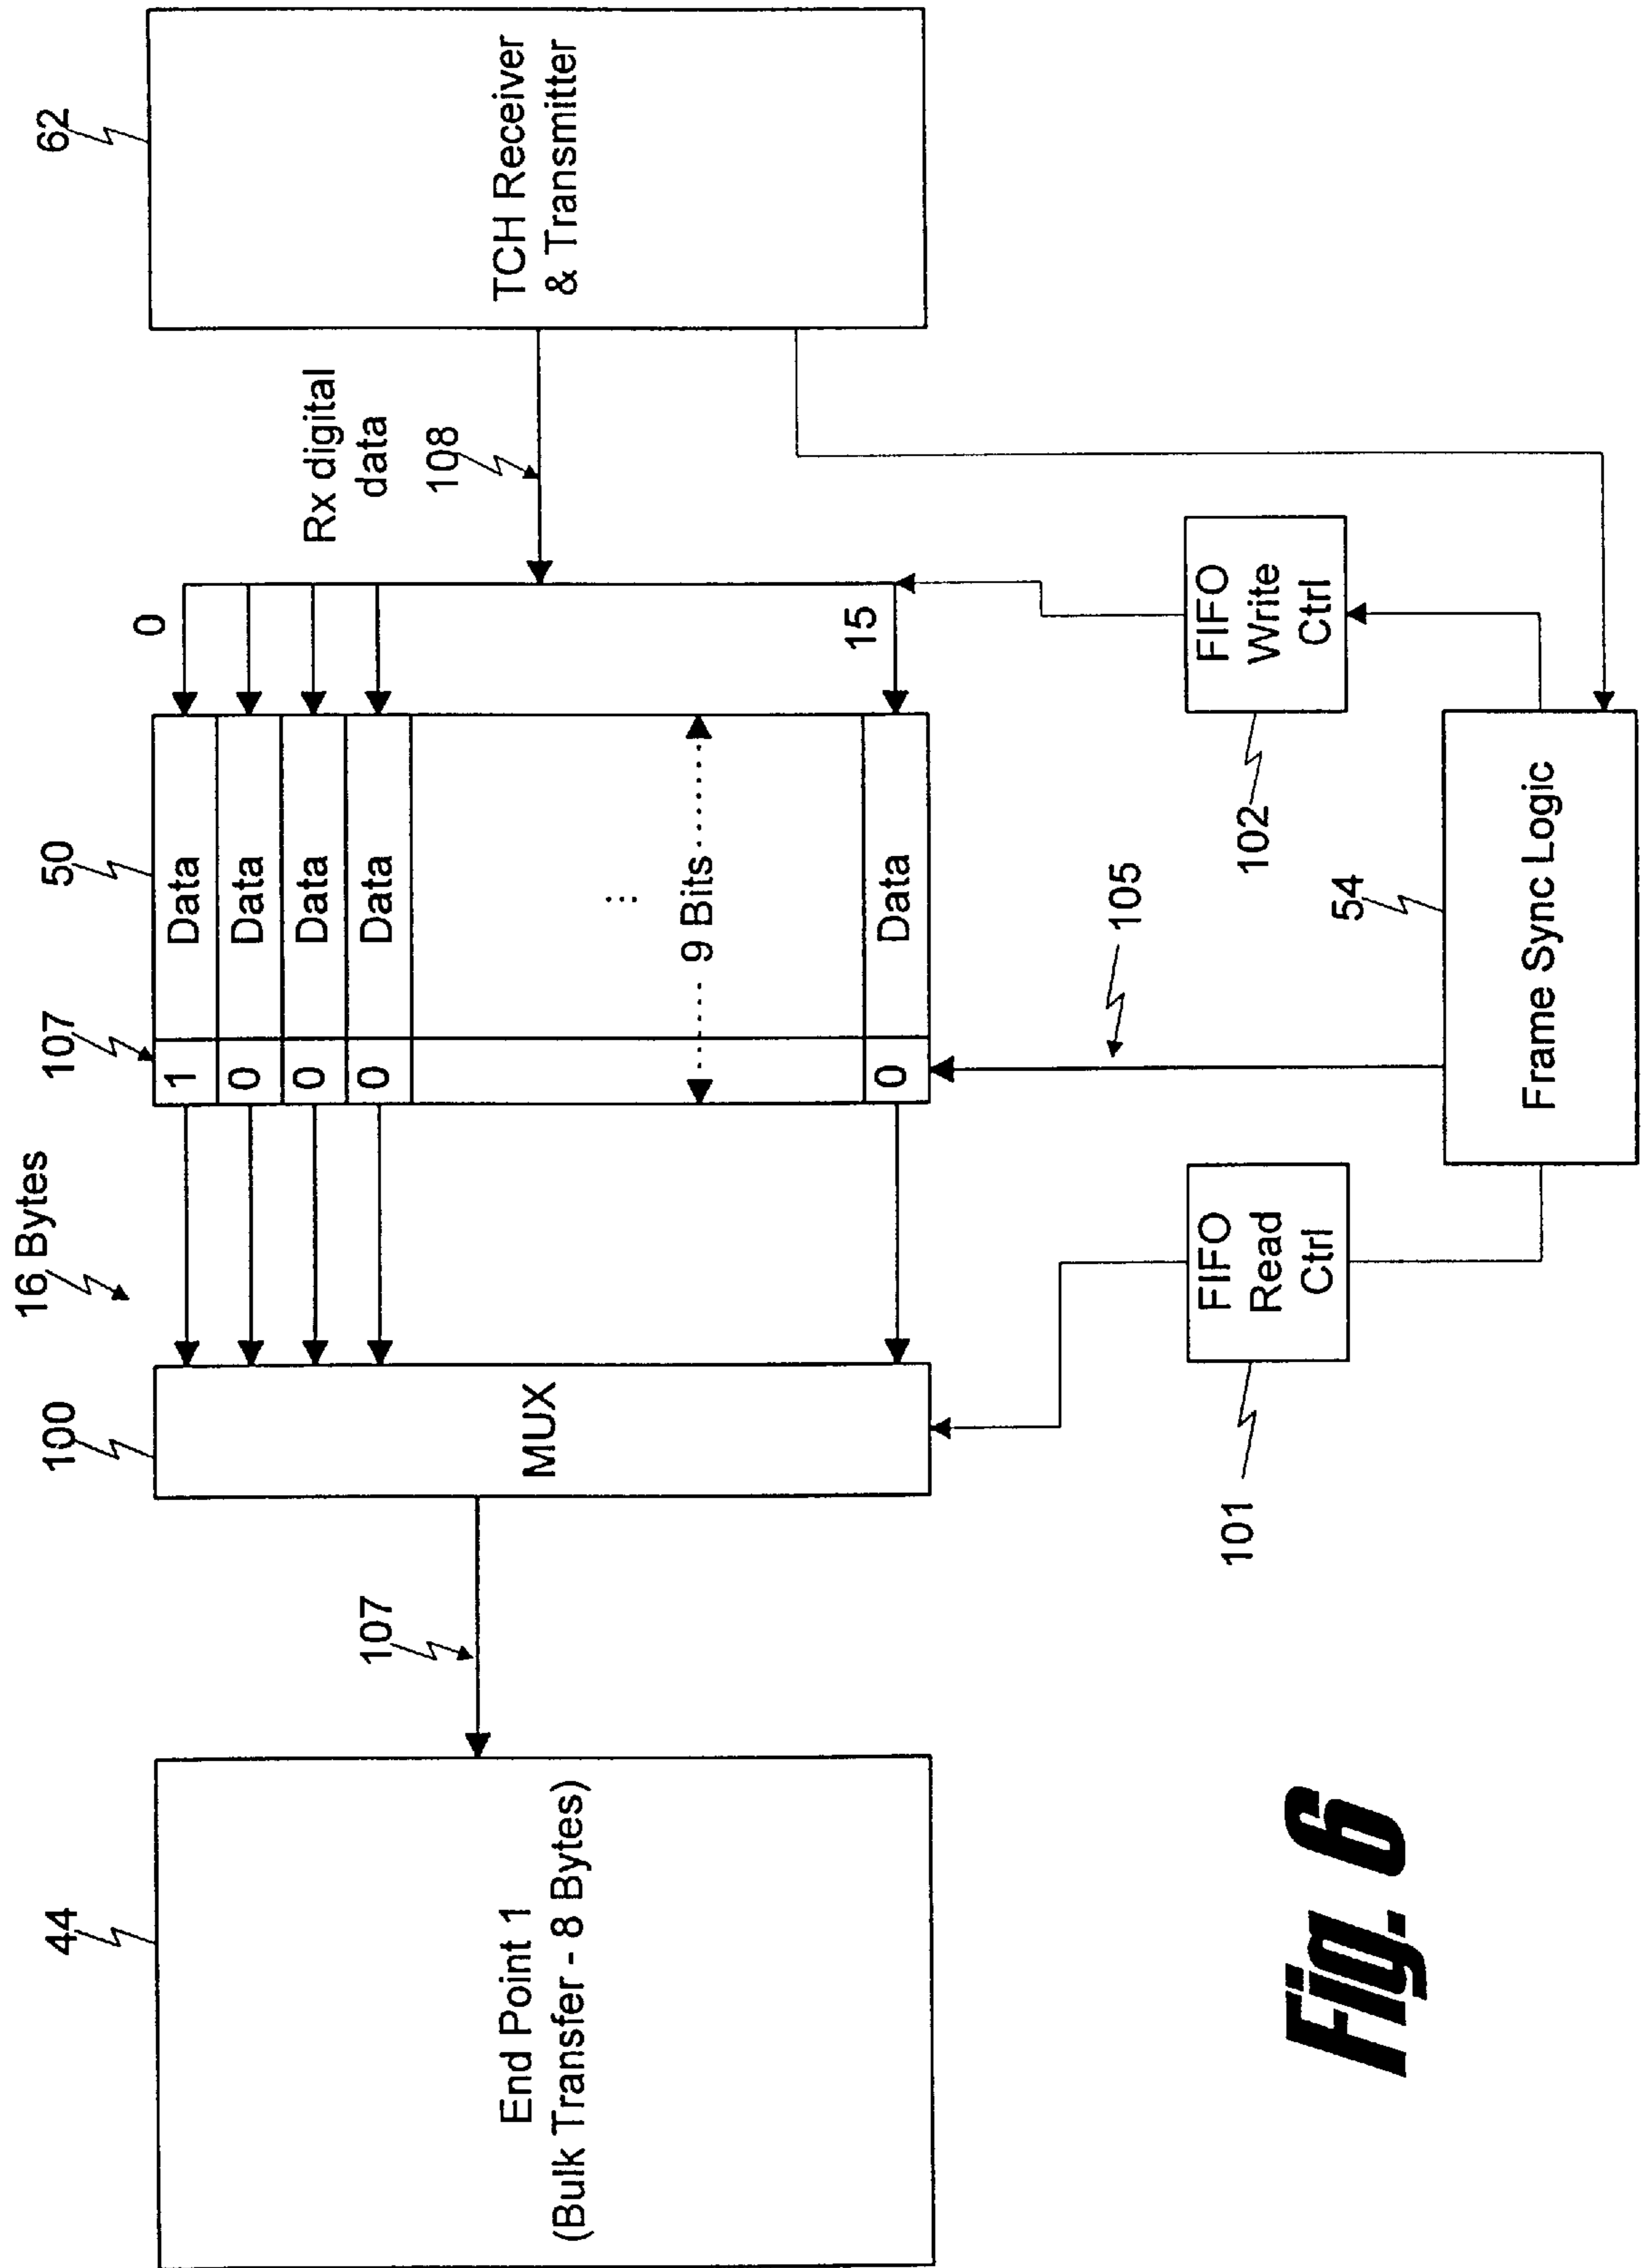 62
TCH Receiver
& Transmitter
Rx digital
data
108
0
15
FIFO
Write
Ctrl
102
50
107
1
Data
0
Data
0
Data
0
Data
⋮
9 Bits
0
Data
105
54
Frame Sync Logic
16 Bytes
FIFO
Read
Ctrl
101
100
MUX
107
44
End Point 1
(Bulk Transfer - 8 Bytes)
Fig. 6